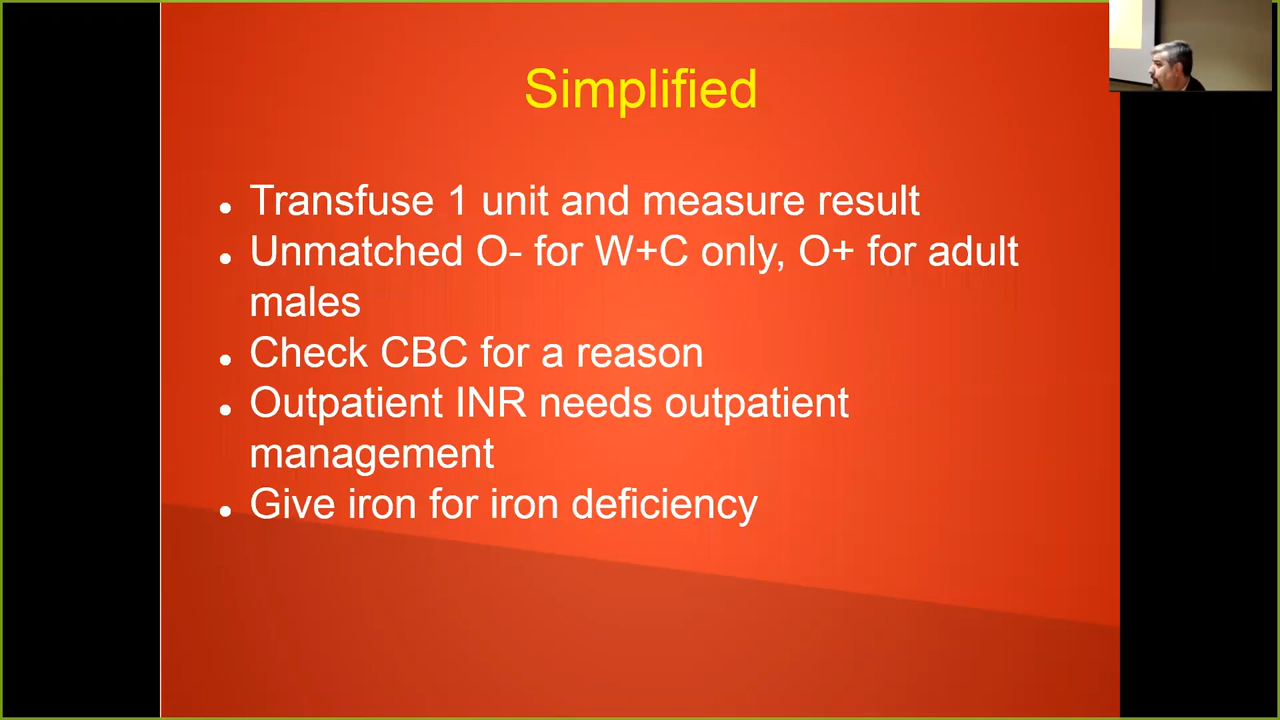 Simplified
Transfuse 1 unit and measure result
Unmatched O- for W+C only, O+ for adult
males
Check CBC for a reason
Outpatient INR needs outpatient
management
Give iron for iron deficiency